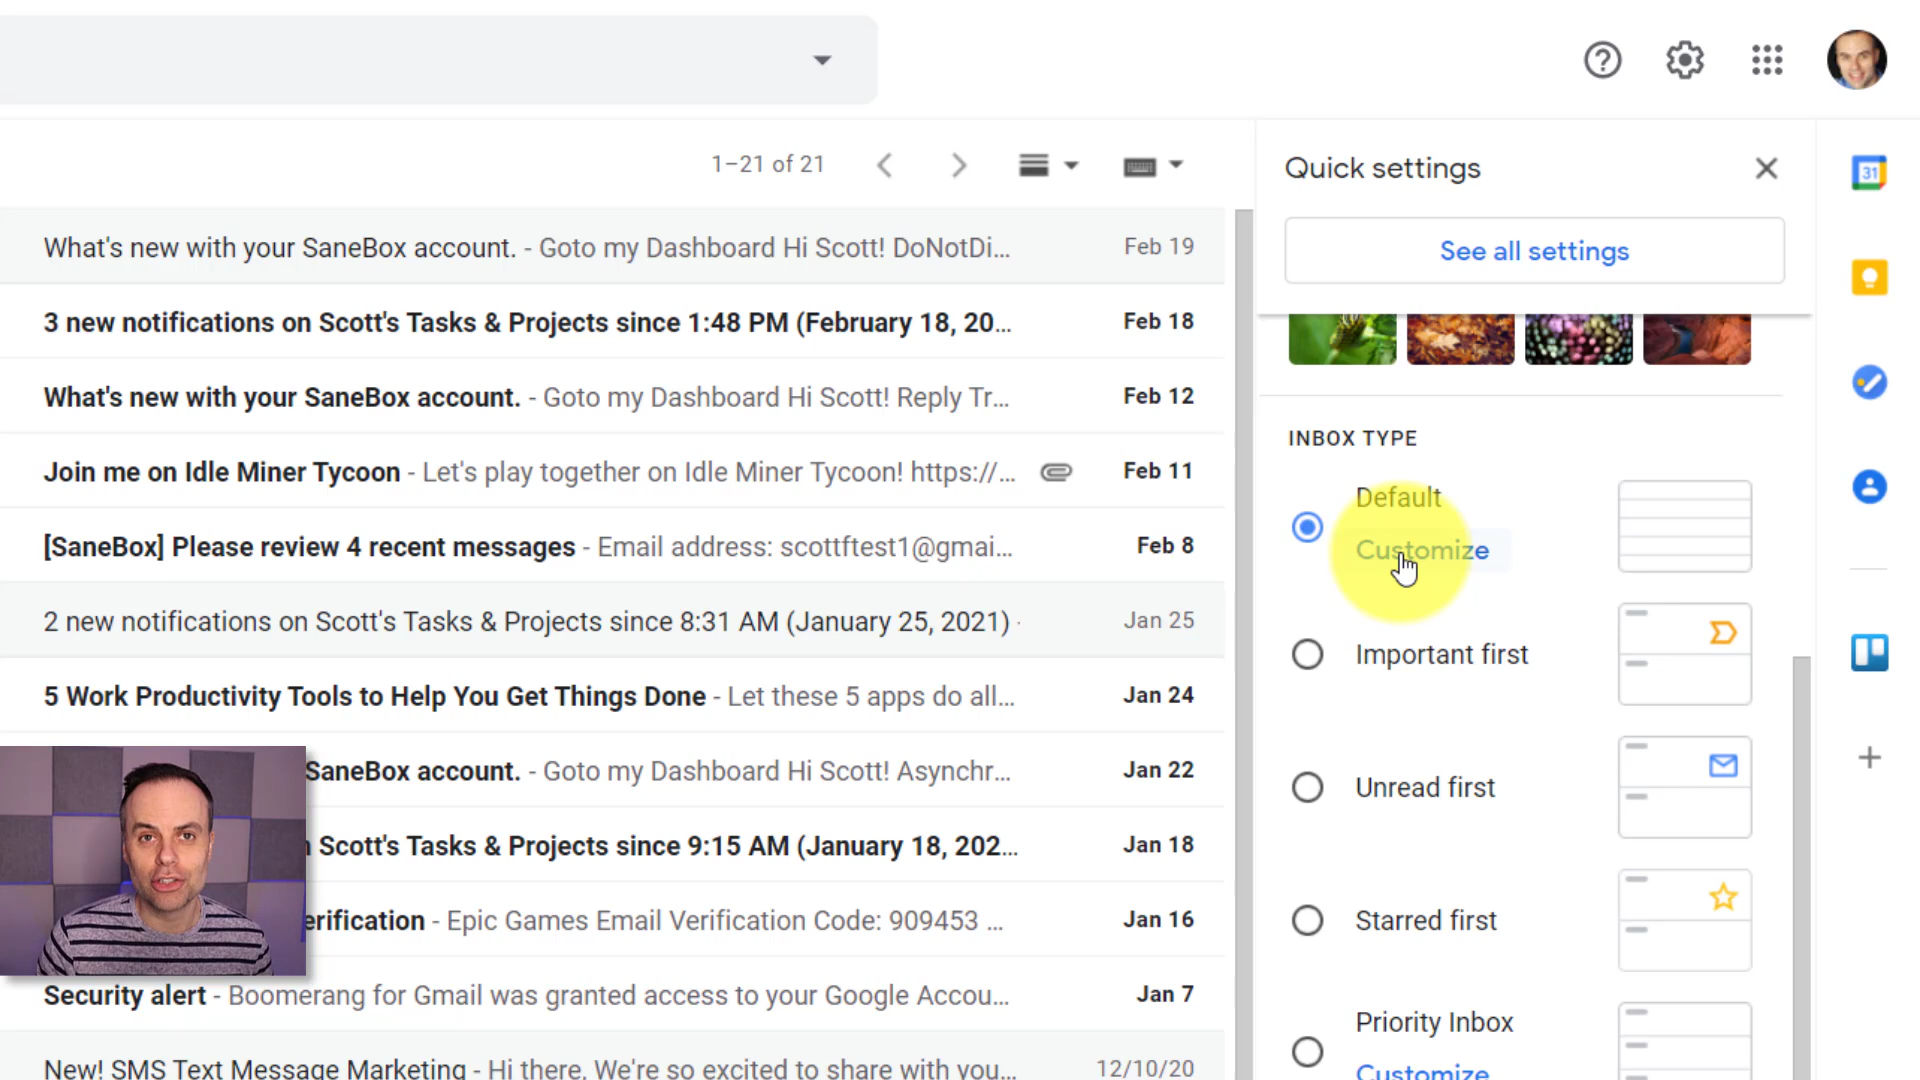 1–21 of 21
Quick settings
See all settings
31
What's new with your SaneBox account. - Goto my Dashboard Hi Scott! DoNotDi... Feb 19
3 new notifications on Scott's Tasks & Projects since 1:48 PM (February 18, 20... Feb 18
What's new with your SaneBox account. - Goto my Dashboard Hi Scott! Reply Tr... Feb 12
Join me on Idle Miner Tycoon - Let's play together on Idle Miner Tycoon! https://... Feb 11
[SaneBox] Please review 4 recent messages - Email address: scottftest1@gmai... Feb 8
2 new notifications on Scott's Tasks & Projects since 8:31 AM (January 25, 2021) - Jan 25
5 Work Productivity Tools to Help You Get Things Done - Let these 5 apps do all... Jan 24
SaneBox account. - Goto my Dashboard Hi Scott! Asynchr... Jan 22
Scott's Tasks & Projects since 9:15 AM (January 18, 202... Jan 18
erification - Epic Games Email Verification Code: 909453 ... Jan 16
Security alert - Boomerang for Gmail was granted access to your Google Accou... Jan 7
New! SMS Text Message Marketing - Hi there, We're so excited to share with you... 12/10/20
INBOX TYPE
Default
Customize
Important first
Unread first
Starred first
Priority Inbox
Customize